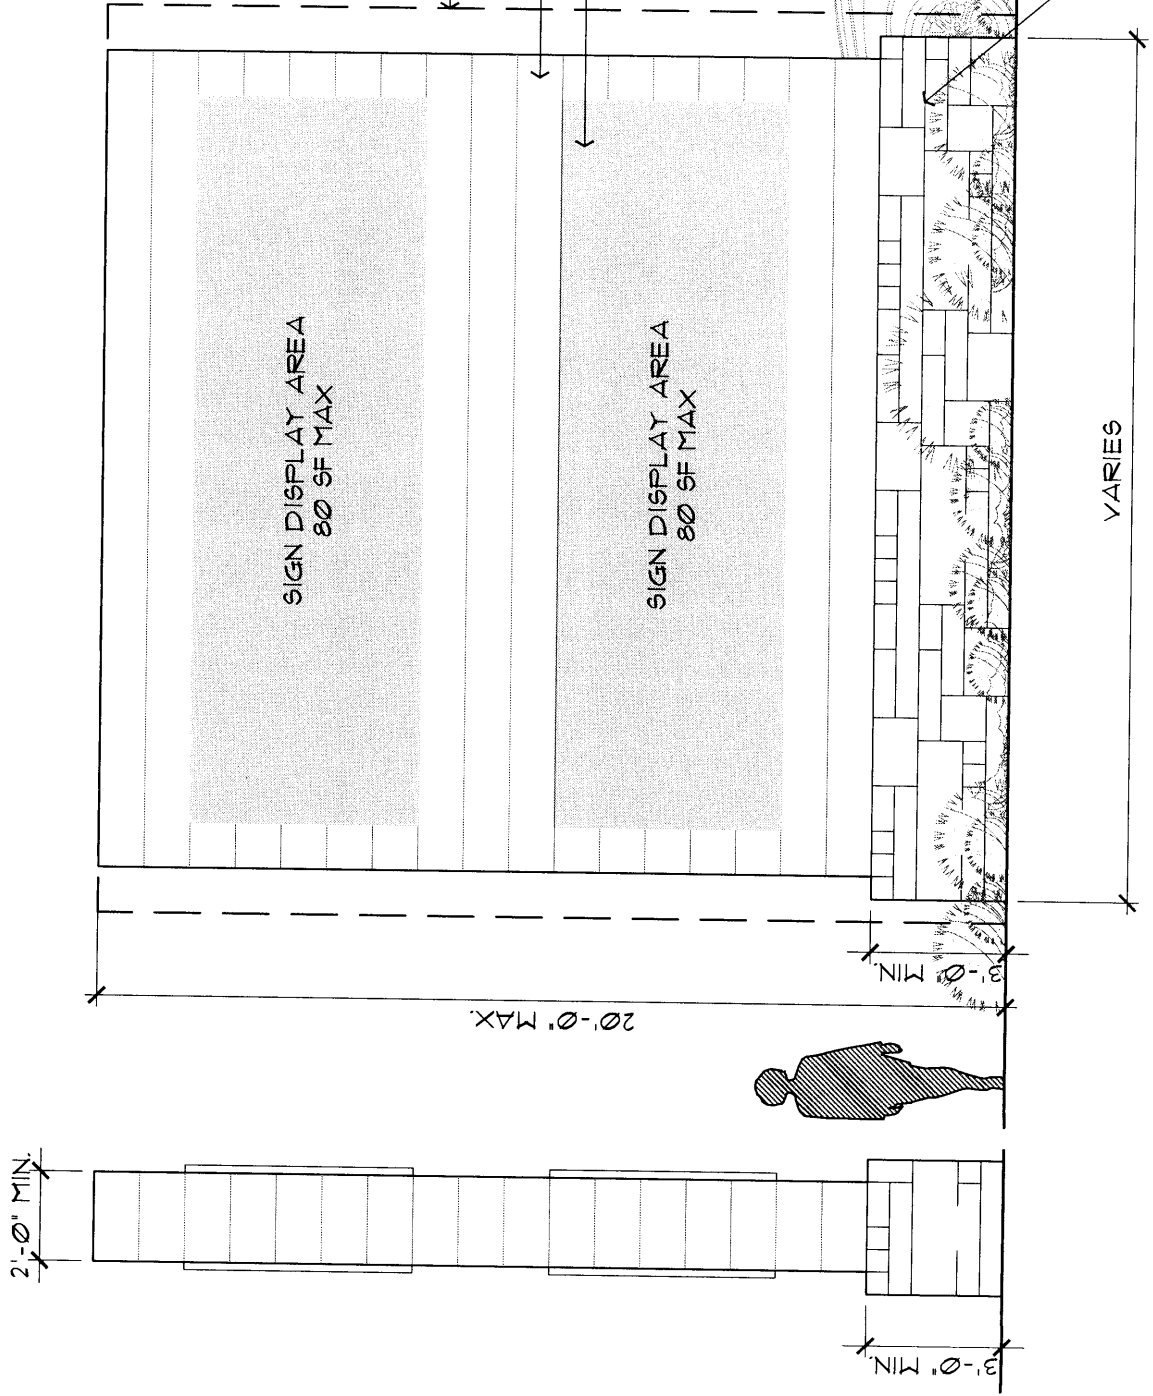 SIGN DISPLAY AREA
80 SF MAX
SIGN DISPLAY AREA
80 SF MAX
VARIES
3'-0" MIN.
20'-0" MAX.
2'-0" MIN.
3'-0" MIN.